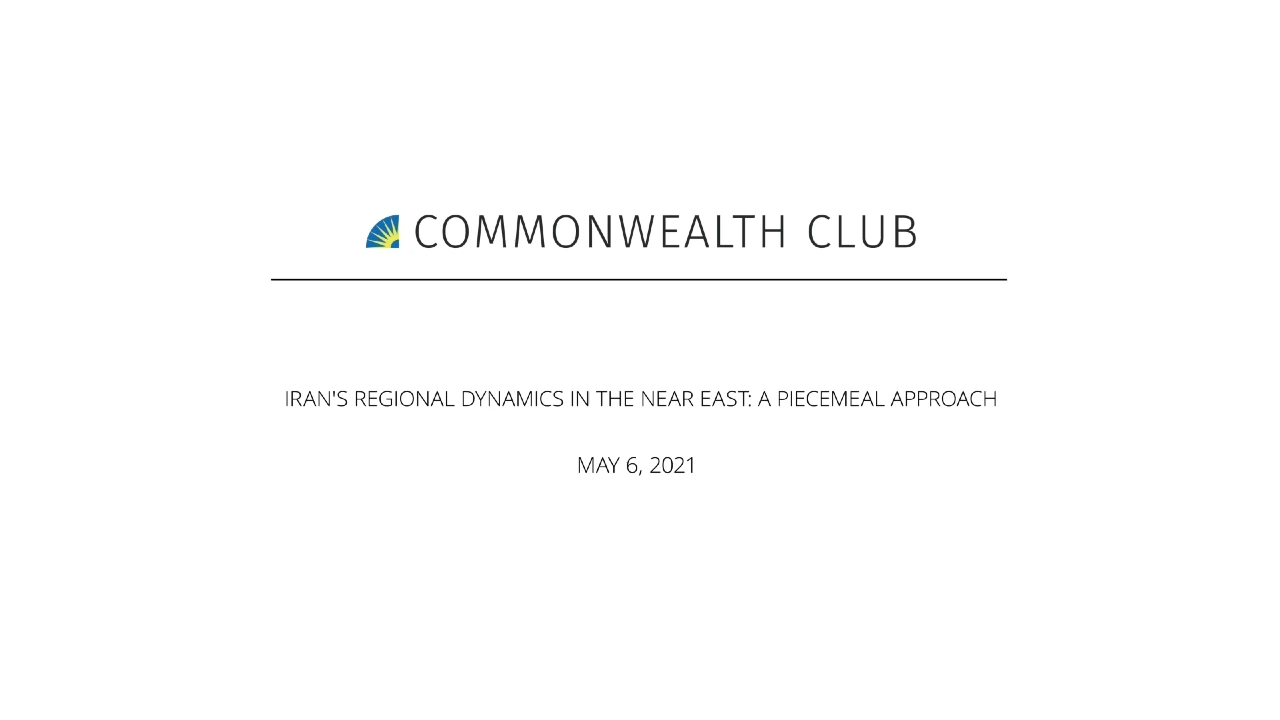 COMMONWEALTH CLUB
IRAN'S REGIONAL DYNAMICS IN THE NEAR EAST: A PIECEMEAL APPROACH
MAY 6, 2021